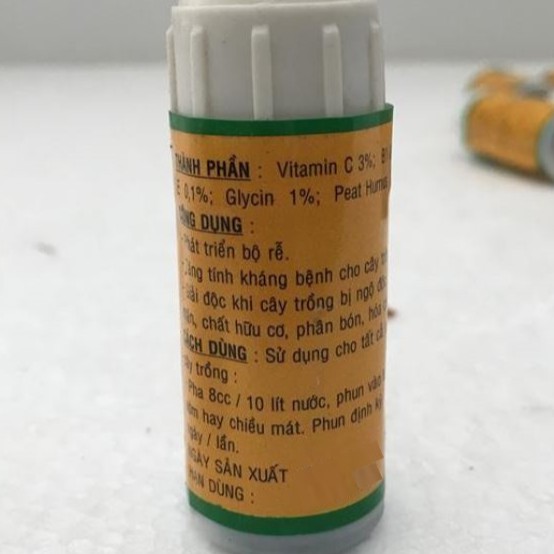 THÀNH PHẦN : Vitamin C 3%; B1
E 0,1%; Glycin 1%; Peat Humus
CÔNG DỤNG :
- Phát triển bộ rễ.
- Tăng tính kháng bệnh cho cây
- Giải độc khi cây trồng bị ngộ độc
mặn, chất hữu cơ, phân bón, hóa
CÁCH DÙNG : Sử dụng cho tất cả
cây trồng :
Pha 8cc / 10 lít nước, phun vào
hay chiều mát. Phun định kỳ
ngày / lần.
NGÀY SẢN XUẤT
HẠN DÙNG :